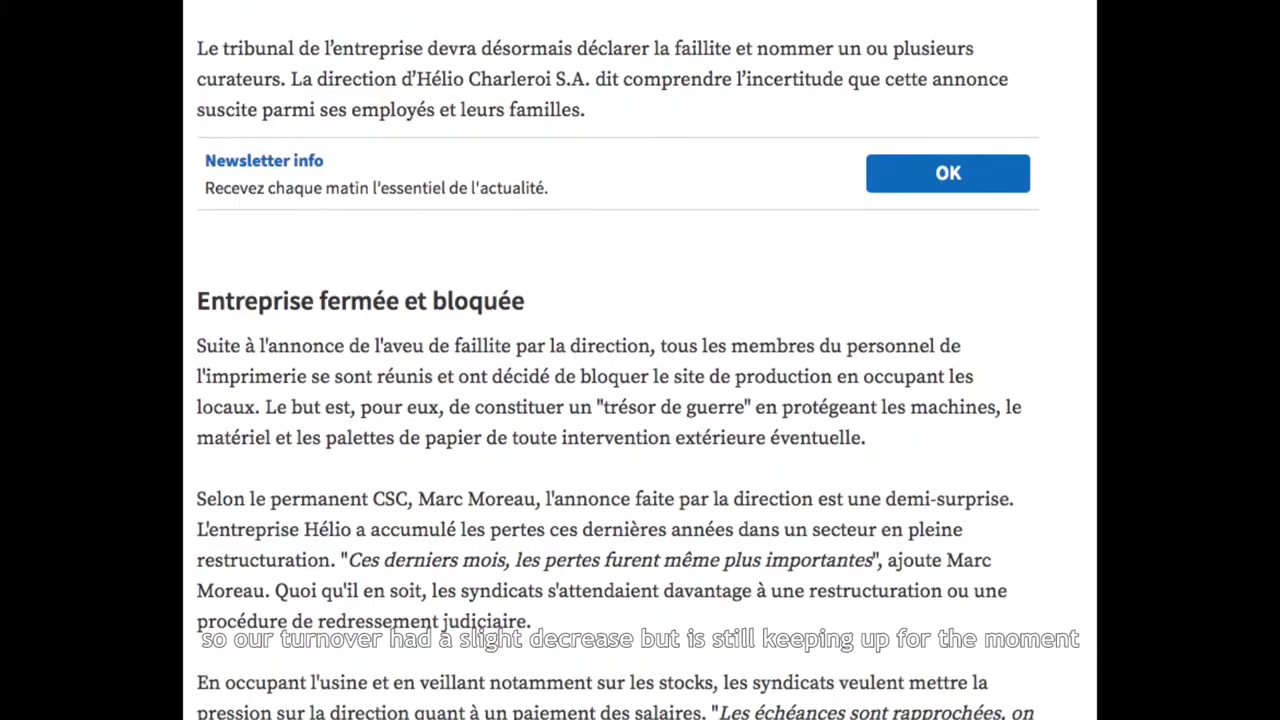 Le tribunal de l’entreprise devra désormais déclarer la faillite et nommer un ou plusieurs
curateurs. La direction d’Hélio Charleroi S.A. dit comprendre l’incertitude que cette annonce
suscite parmi ses employés et leurs familles.
Newsletter info
Recevez chaque matin l'essentiel de l'actualité.
OK
Entreprise fermée et bloquée
Suite à l'annonce de l'aveu de faillite par la direction, tous les membres du personnel de
l'imprimerie se sont réunis et ont décidé de bloquer le site de production en occupant les
locaux. Le but est, pour eux, de constituer un "trésor de guerre" en protégeant les machines, le
matériel et les palettes de papier de toute intervention extérieure éventuelle.
Selon le permanent CSC, Marc Moreau, l'annonce faite par la direction est une demi-surprise.
L'entreprise Hélio a accumulé les pertes ces dernières années dans un secteur en pleine
restructuration. "Ces derniers mois, les pertes furent même plus importantes", ajoute Marc
Moreau. Quoi qu'il en soit, les syndicats s'attendaient davantage à une restructuration ou une
procédure de redressement judiciaire.
so our turnover had a slight decrease but is still keeping up for the moment
En occupant l'usine et en veillant notamment sur les stocks, les syndicats veulent mettre la
pression sur la direction quant à un paiement des salaires. "Les échéances sont rapprochées, on